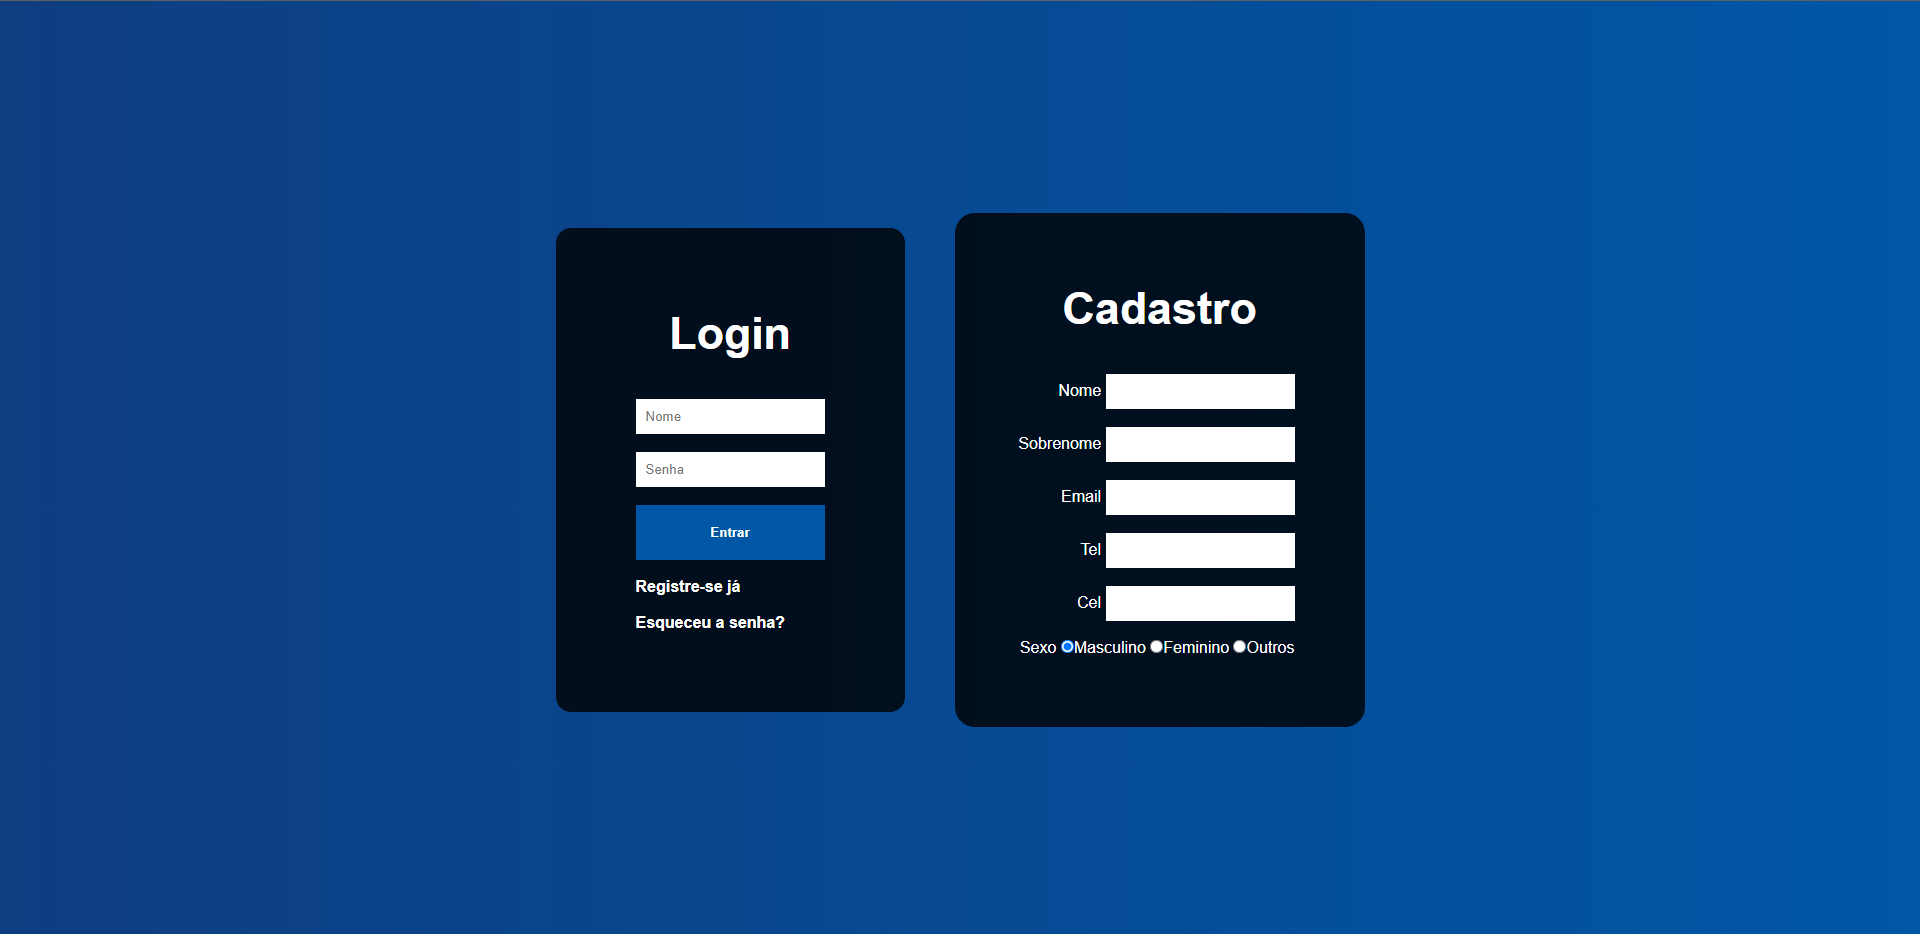 Login
Nome
Senha
Entrar
Registre-se já
Esqueceu a senha?
Cadastro
Nome
Sobrenome
Email
Tel
Cel
Sexo Masculino Feminino Outros